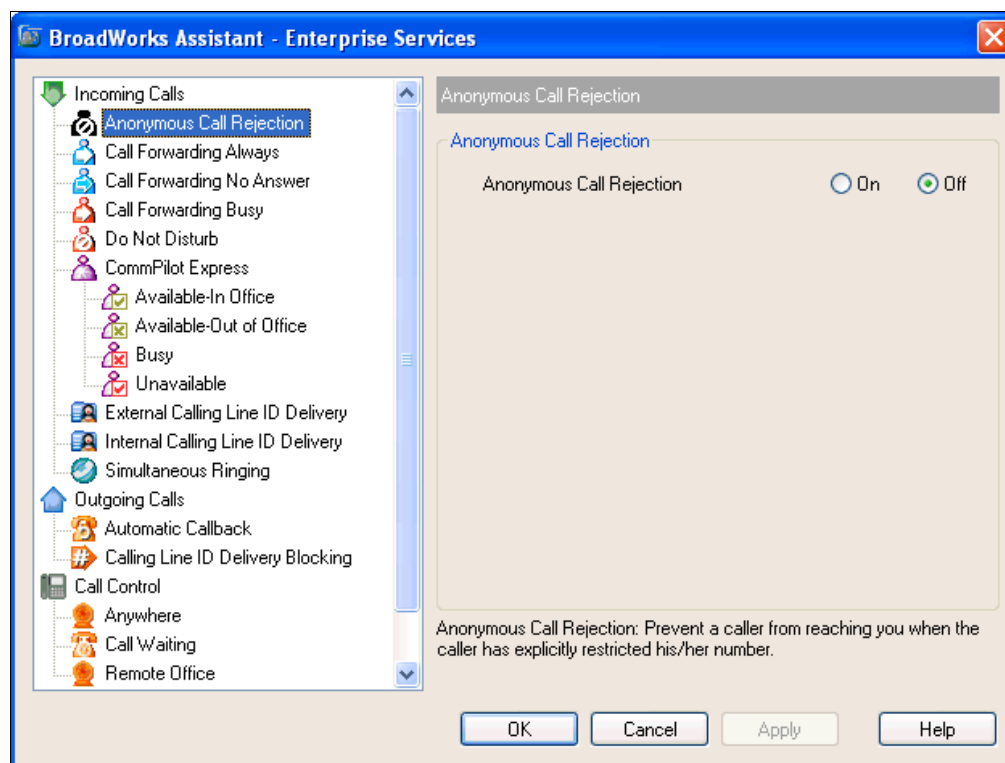 BroadWorks Assistant - Enterprise Services
Incoming Calls
Anonymous Call Rejection
Call Forwarding Always
Call Forwarding No Answer
Call Forwarding Busy
Do Not Disturb
CommPilot Express
Available-In Office
Available-Out of Office
Busy
Unavailable
External Calling Line ID Delivery
Internal Calling Line ID Delivery
Simultaneous Ringing
Outgoing Calls
Automatic Callback
Calling Line ID Delivery Blocking
Call Control
Anywhere
Call Waiting
Remote Office
Anonymous Call Rejection
Anonymous Call Rejection
Anonymous Call Rejection On Off
Anonymous Call Rejection: Prevent a caller from reaching you when the
caller has explicitly restricted his/her number.
OK Cancel Apply Help